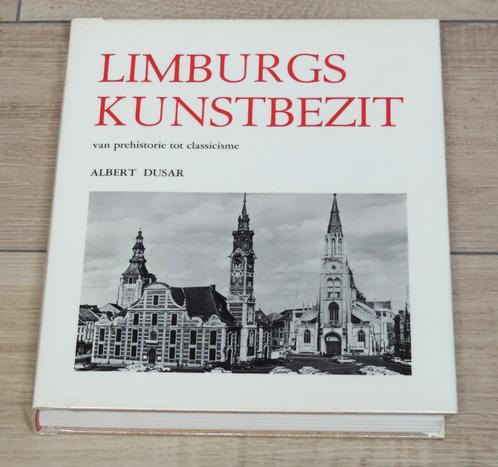 LIMBURGS
KUNSTBEZIT
van prehistorie tot classicisme
ALBERT DUSAR